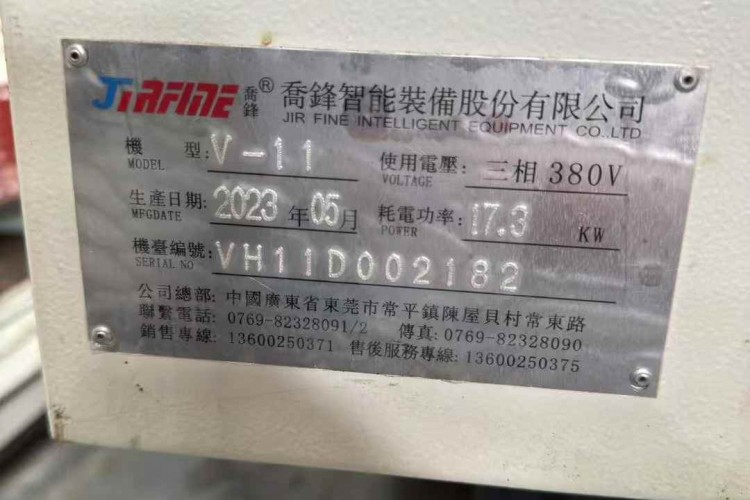 JIRFINE 喬鋒 ® 喬鋒智能裝備股份有限公司
JIR FINE INTELLIGENT EQUIPMENT CO.,LTD
機 型: V-11 使用電壓: 三相 380V
MODEL VOLTAGE
生產日期: 2023 年 05 月 耗電功率: 17.3 KW
MFGDATE POWER
機臺編號: VH11D002182
SERIAL NO
公司總部: 中國廣東省東莞市常平鎮陳屋貝村常東路
聯繫電話: 0769-82328091/2 傳真: 0769-82328090
銷售專線: 13600250371 售後服務專線: 13600250375